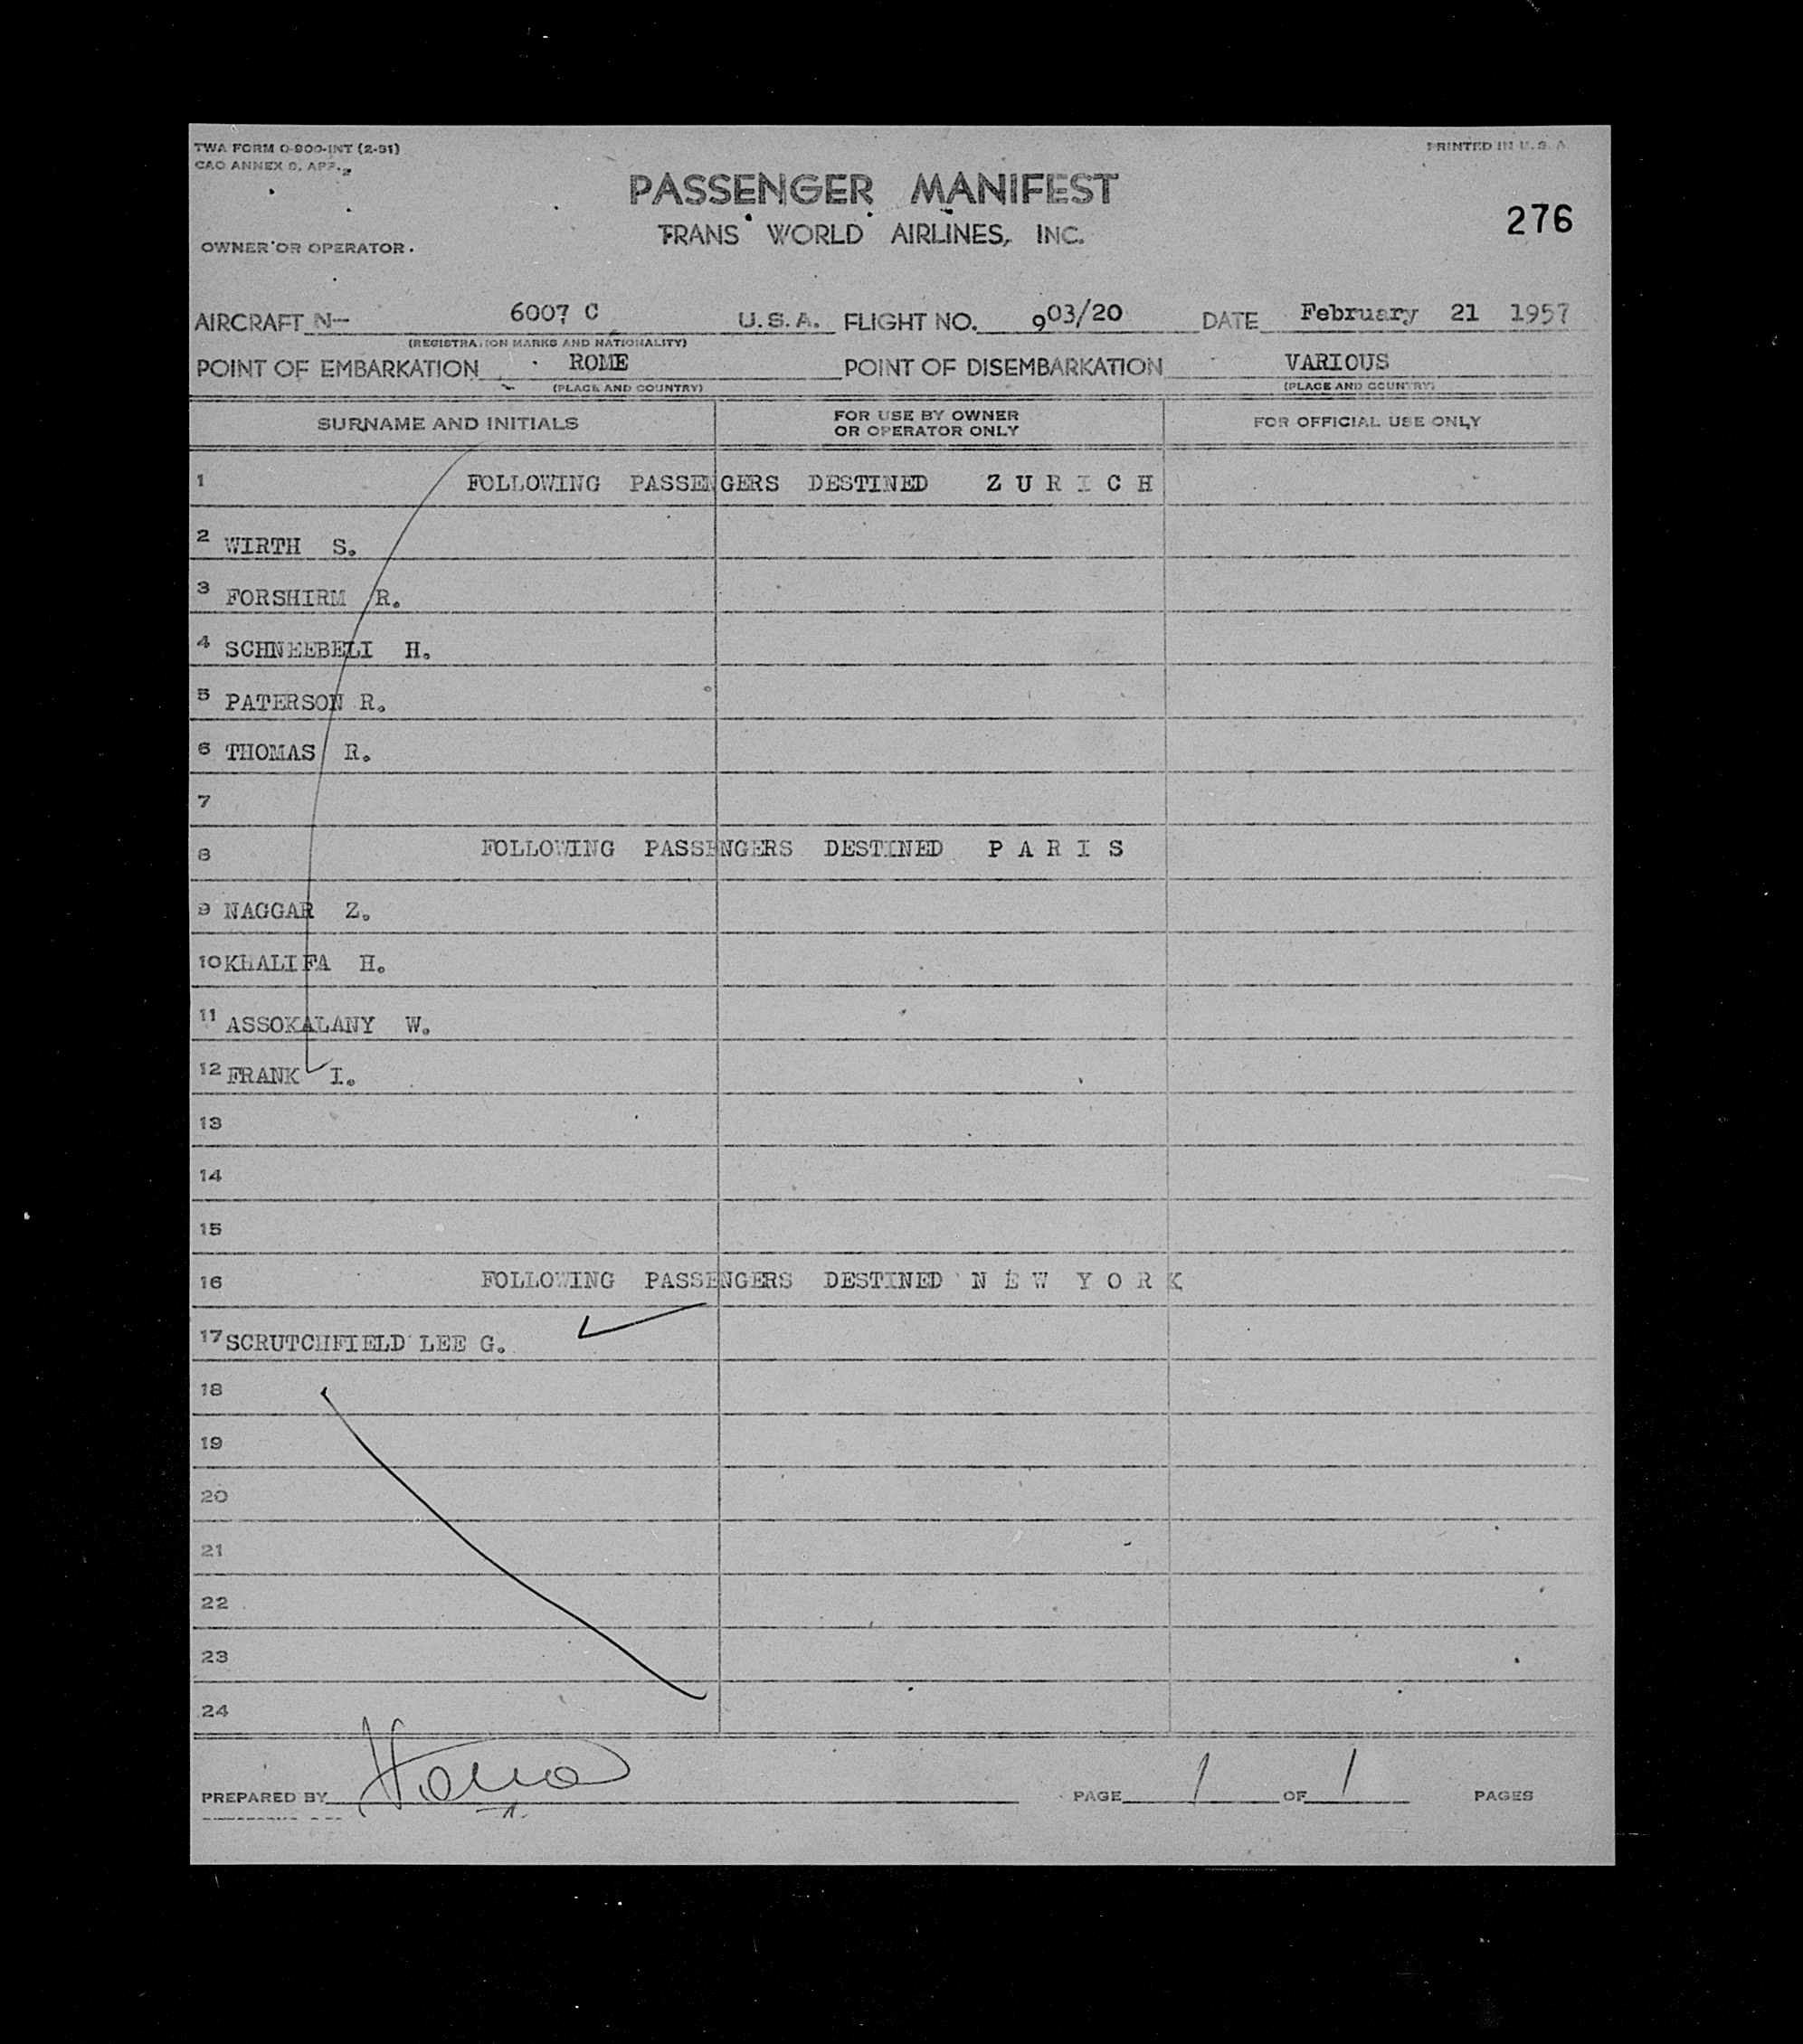 TWA FORM O-900-INT (2-51)
PRINTED IN U. S. A.
CAO ANNEX 9, APP. 2
PASSENGER MANIFEST
276
TRANS WORLD AIRLINES, INC.
OWNER OR OPERATOR
AIRCRAFT N— 6007 C U.S.A. FLIGHT NO. 903/20 DATE February 21 1957
(REGISTRATION MARKS AND NATIONALITY)
POINT OF EMBARKATION ROME POINT OF DISEMBARKATION VARIOUS
(PLACE AND COUNTRY) (PLACE AND COUNTRY)
SURNAME AND INITIALS FOR USE BY OWNER OR OPERATOR ONLY FOR OFFICIAL USE ONLY
1 FOLLOWING PASSENGERS DESTINED Z U R I C H
2 WIRTH S.
3 FORSHIRM R.
4 SCHNEEBELI H.
5 PATERSON R.
6 THOMAS R.
7
8 FOLLOWING PASSENGERS DESTINED P A R I S
9 NAGGAR Z.
10 KHALIFA H.
11 ASSOKALANY W.
12 FRANK I.
13
14
15
16 FOLLOWING PASSENGERS DESTINED N E W Y O R K
17 SCRUTCHFIELD LEE G.
18
19
20
21
22
23
24
PREPARED BY PAGE 1 OF 1 PAGES